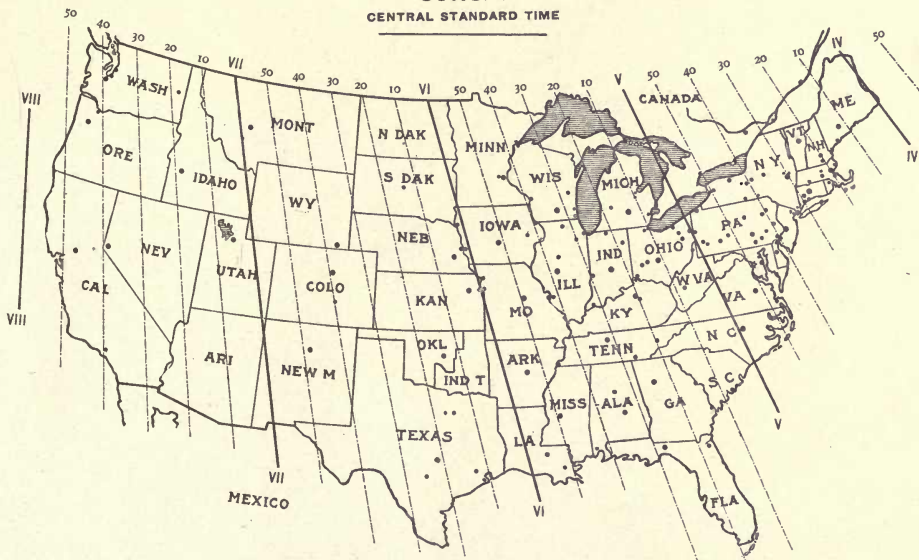 CENTRAL STANDARD TIME
50 40 30 20 10 VII 50 40 30 20 10 VI 50 40 30 20 10 V 50 40 30 20 10 IV 50
VIII
WASH
MONT
N DAK
MINN
CANADA
ME
ORE
IDAHO
S DAK
WIS
MICH
N Y
VT
NH
IV
WY
NEB
IOWA
PA
NEV
UTAH
COLO
KAN
ILL
IND
OHIO
W VA
VA
CAL
MO
KY
VIII
ARI
NEW M
OKL
IND T
ARK
TENN
N C
S C
MISS
ALA
GA
V
TEXAS
LA
VII
MEXICO
VI
FLA